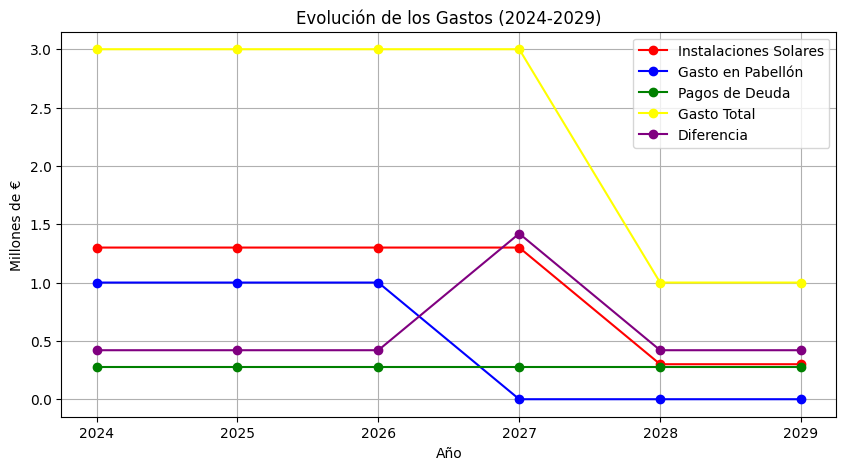 Evolución de los Gastos (2024-2029)
Instalaciones Solares
Gasto en Pabellón
Pagos de Deuda
Gasto Total
Diferencia
Millones de €
3.0
2.5
2.0
1.5
1.0
0.5
0.0
2024 2025 2026 2027 2028 2029
Año